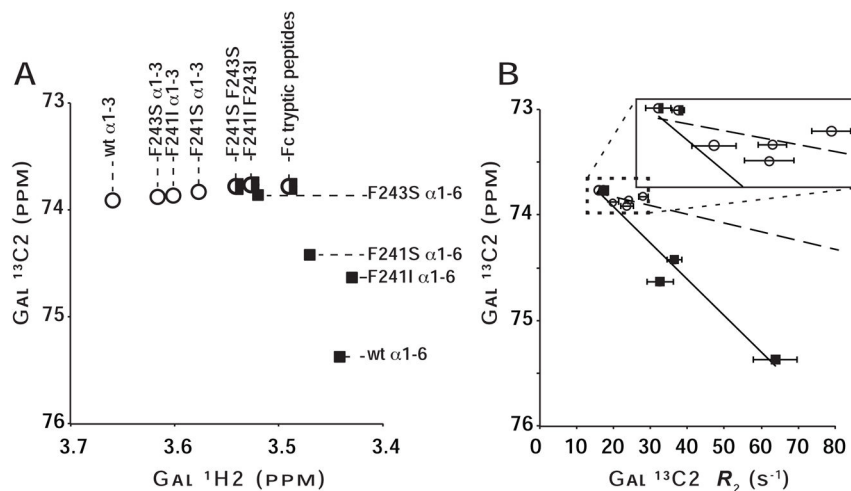 A
wt α1-3
F243S α1-3
F241I α1-3
F241S α1-3
F241S F243S
F241I F243I
Fc tryptic peptides
73
74
75
76
GAL ¹³C2 (PPM)
F243S α1-6
F241S α1-6
F241I α1-6
wt α1-6
3.7
3.6
3.5
3.4
GAL ¹H2 (PPM)
B
73
74
75
76
GAL ¹³C2 (PPM)
0
10
20
30
40
50
60
70
80
GAL ¹³C2 R₂ (s⁻¹)